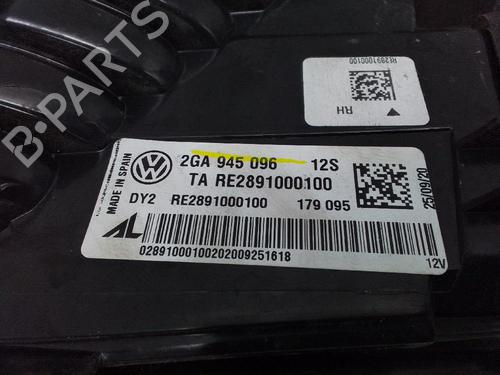 B-PARTS
RE2891000100
RH
MADE IN SPAIN
2GA 945 096 12S
TA RE2891000100
DY2 RE2891000100 179 095
AL
02891000100202009251618
25/09/20
12V